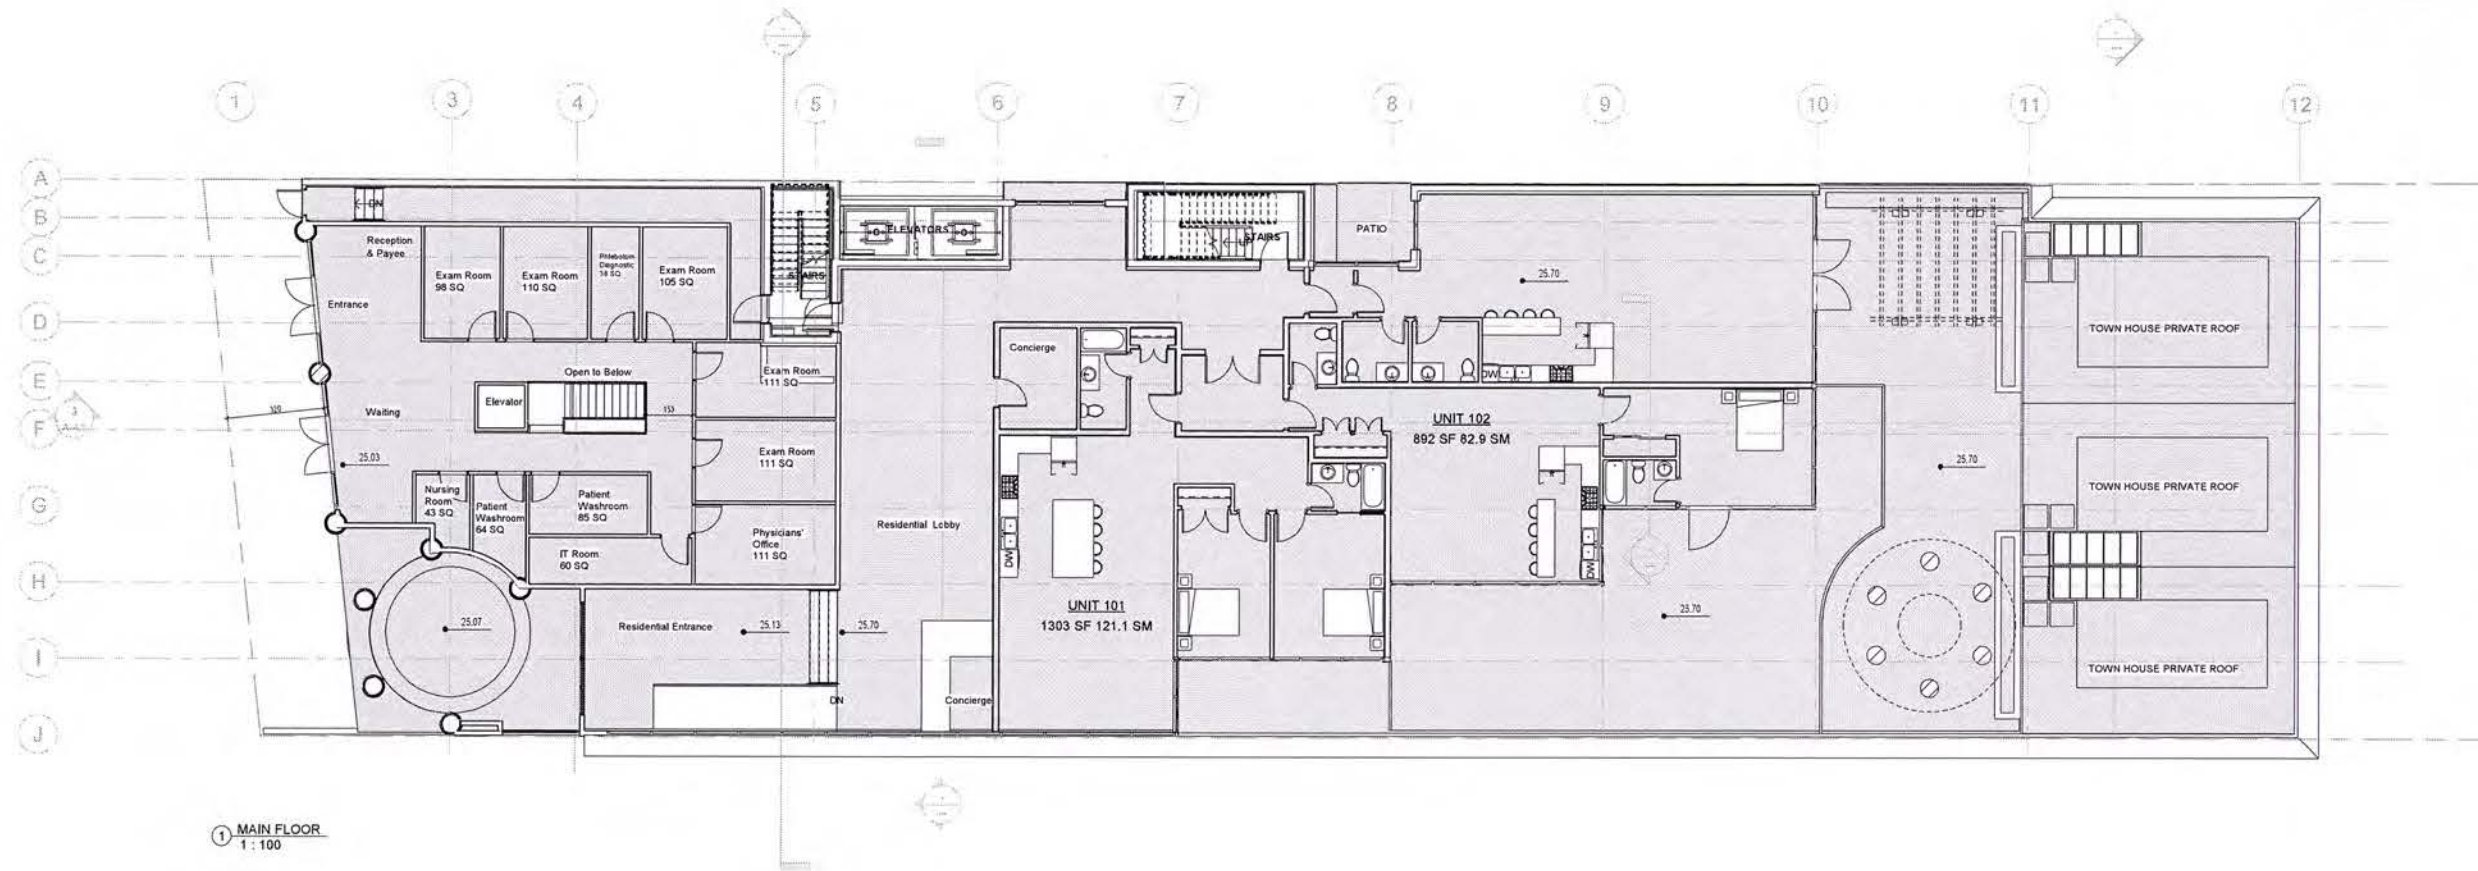 1
3
4
5
6
7
8
9
10
11
12
A
B
C
D
E
F
G
H
I
J
DN
Reception
& Payee
Exam Room
98 SQ
Exam Room
110 SQ
Diagnostic
Exam Room
105 SQ
STAIRS
ELEVATORS
STAIRS
UP
PATIO
25.70
Entrance
TOWN HOUSE PRIVATE ROOF
Concierge
Open to Below
Exam Room
111 SQ
Elevator
Waiting
153
3
DW
UNIT 102
892 SF 82.9 SM
25.03
Exam Room
111 SQ
25.70
Nursing
Room
43 SQ
Patient
Washroom
64 SQ
Patient
Washroom
85 SQ
TOWN HOUSE PRIVATE ROOF
Residential Lobby
Physicians'
Office
111 SQ
IT Room
60 SQ
DW
DW
UNIT 101
1303 SF 121.1 SM
25.07
Residential Entrance
25.13
25.70
TOWN HOUSE PRIVATE ROOF
DN
Concierge
1
MAIN FLOOR
1 : 100